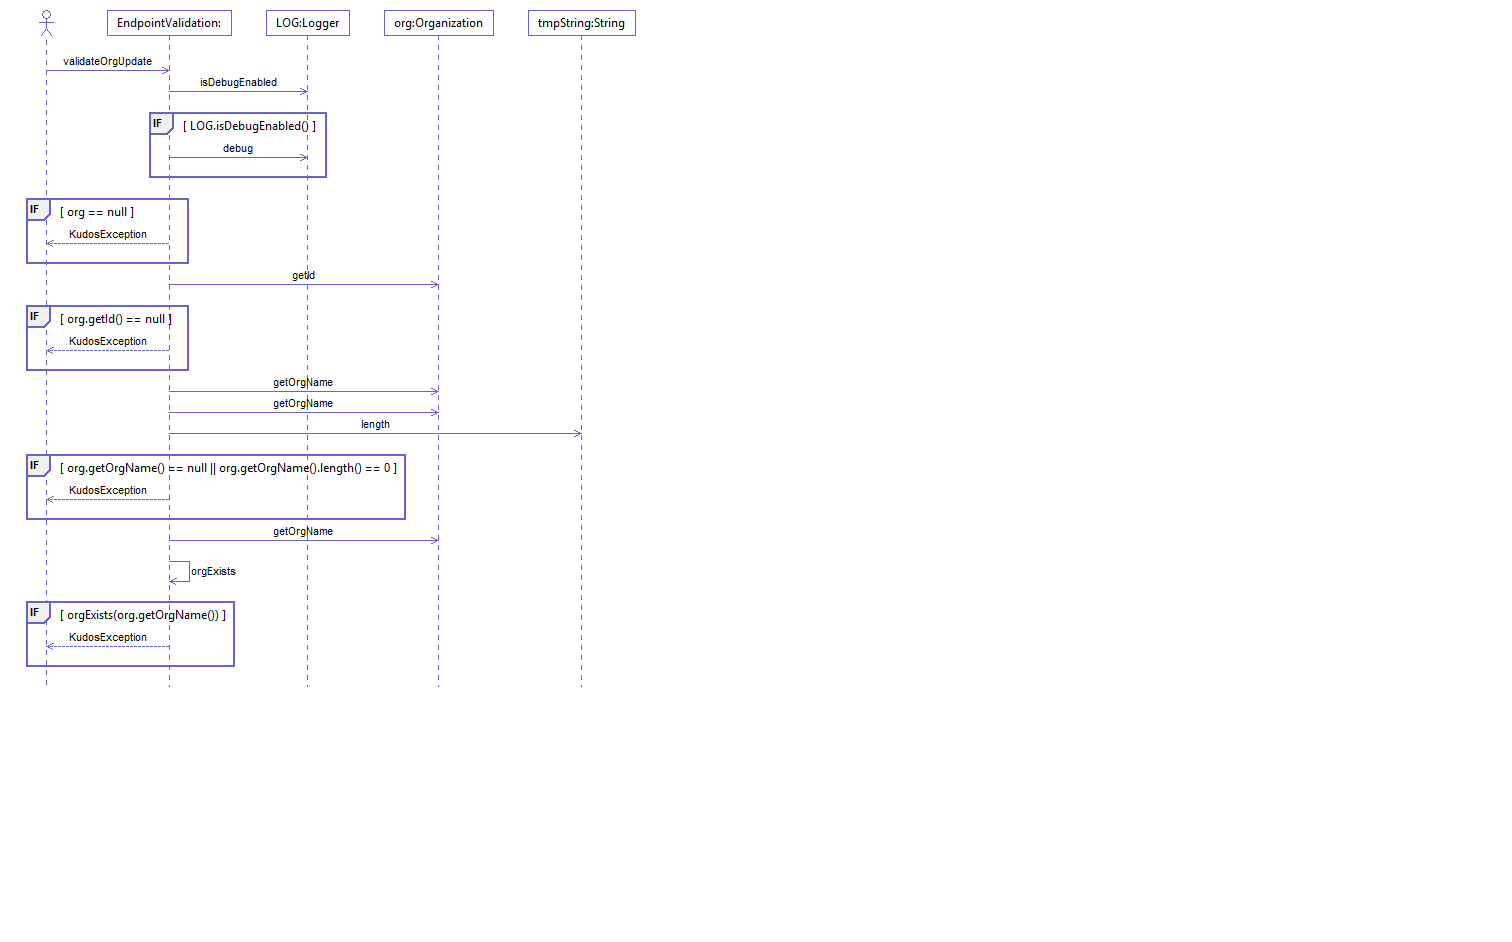 EndpointValidation:
LOG:Logger
org:Organization
tmpString:String
validateOrgUpdate
isDebugEnabled
IF
[ LOG.isDebugEnabled() ]
debug
IF
[ org == null ]
KudosException
getId
IF
[ org.getId() == null ]
KudosException
getOrgName
getOrgName
length
IF
[ org.getOrgName() == null || org.getOrgName().length() == 0 ]
KudosException
getOrgName
orgExists
IF
[ orgExists(org.getOrgName()) ]
KudosException